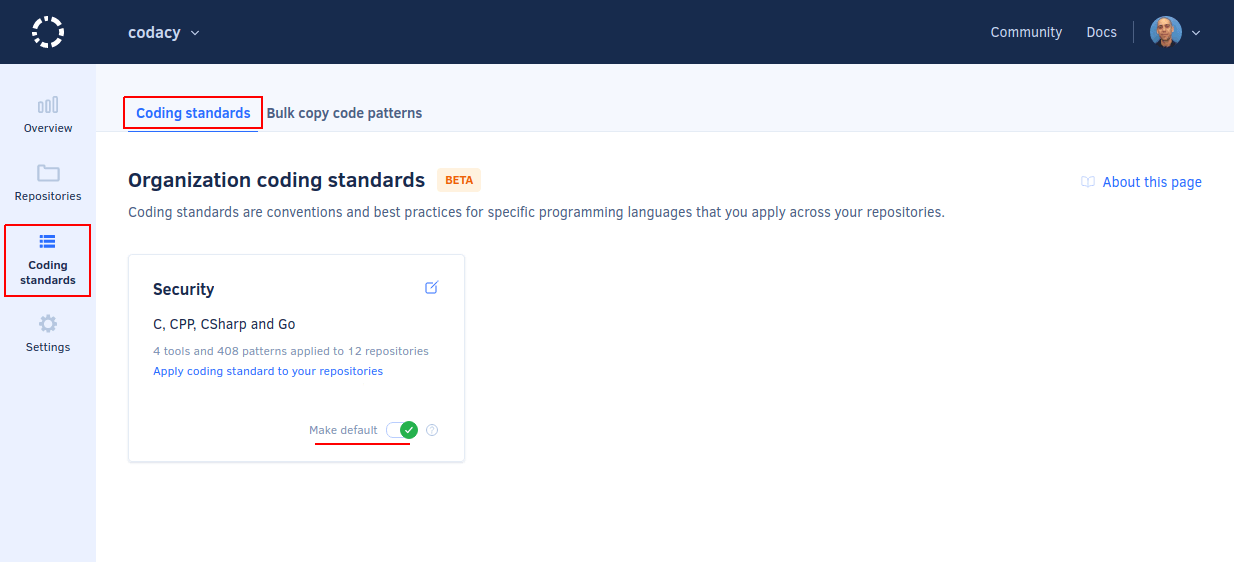 codacy
Community
Docs
Overview
Repositories
Coding
standards
Settings
Coding standards
Bulk copy code patterns
Organization coding standards
BETA
About this page
Coding standards are conventions and best practices for specific programming languages that you apply across your repositories.
Security
C, CPP, CSharp and Go
4 tools and 408 patterns applied to 12 repositories
Apply coding standard to your repositories
Make default
?